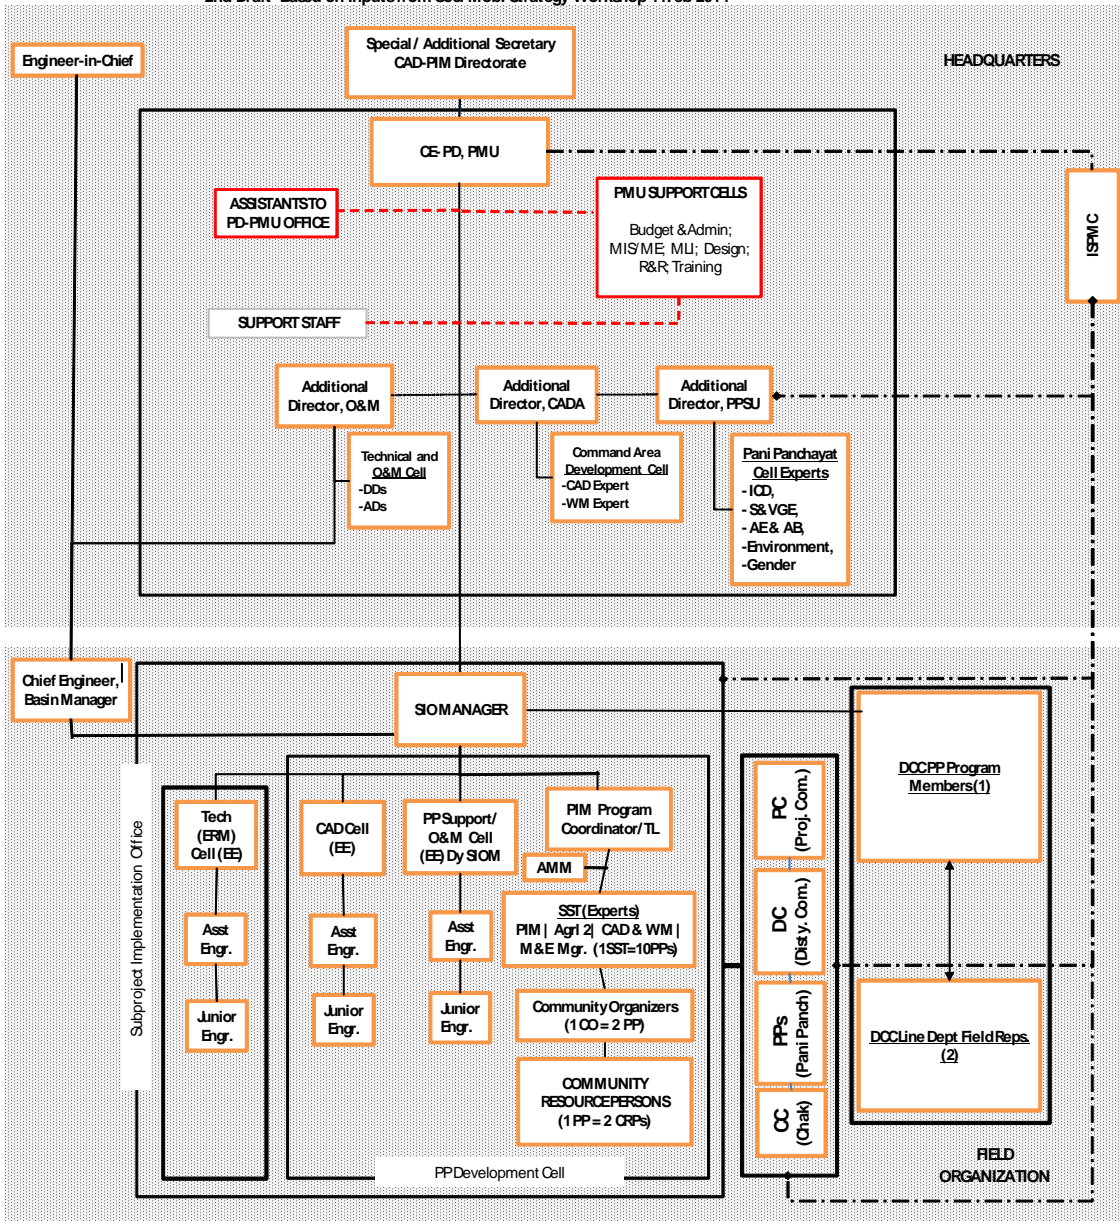 Engineer-in-Chief
Special / Additional Secretary
CAD-PIM Directorate
HEADQUARTERS
CE-PD, PMU
ASSISTANTS TO
PD-PMU OFFICE
PMU SUPPORT CELLS
Budget & Admin;
MIS/ME; MLI; Design;
R&R; Training
ISPMC
SUPPORT STAFF
Additional
Director, O&M
Additional
Director, CADA
Additional
Director, PPSU
Technical and
O&M Cell
-DDs
-ADs
Command Area
Development Cell
-CAD Expert
-WM Expert
Pani Panchayat
Cell Experts
- ICD,
- S&VGE,
- AE & AB,
-Environment,
-Gender
Chief Engineer,
Basin Manager
SIO MANAGER
Subproject Implementation Office
Tech
(ERM)
Cell (EE)
Asst
Engr.
Junior
Engr.
CAD Cell
(EE)
Asst
Engr.
Junior
Engr.
PP Support/
O&M Cell
(EE) Dy SIOM
Asst
Engr.
Junior
Engr.
PIM Program
Coordinator/ TL
AMM
SST (Experts)
PIM | Agrl 2| CAD & WM |
M&E Mgr. (1SST=10PPs)
Community Organizers
(1 CO = 2 PP)
COMMUNITY
RESOURCE PERSONS
(1 PP = 2 CRPs)
PP Development Cell
PC
(Proj. Com.)
DC
(Disty. Com.)
PPs
(Pani Panch)
CC
(Chak)
DCC PP Program
Members (1)
DCC Line Dept Field Reps.
(2)
FIELD
ORGANIZATION